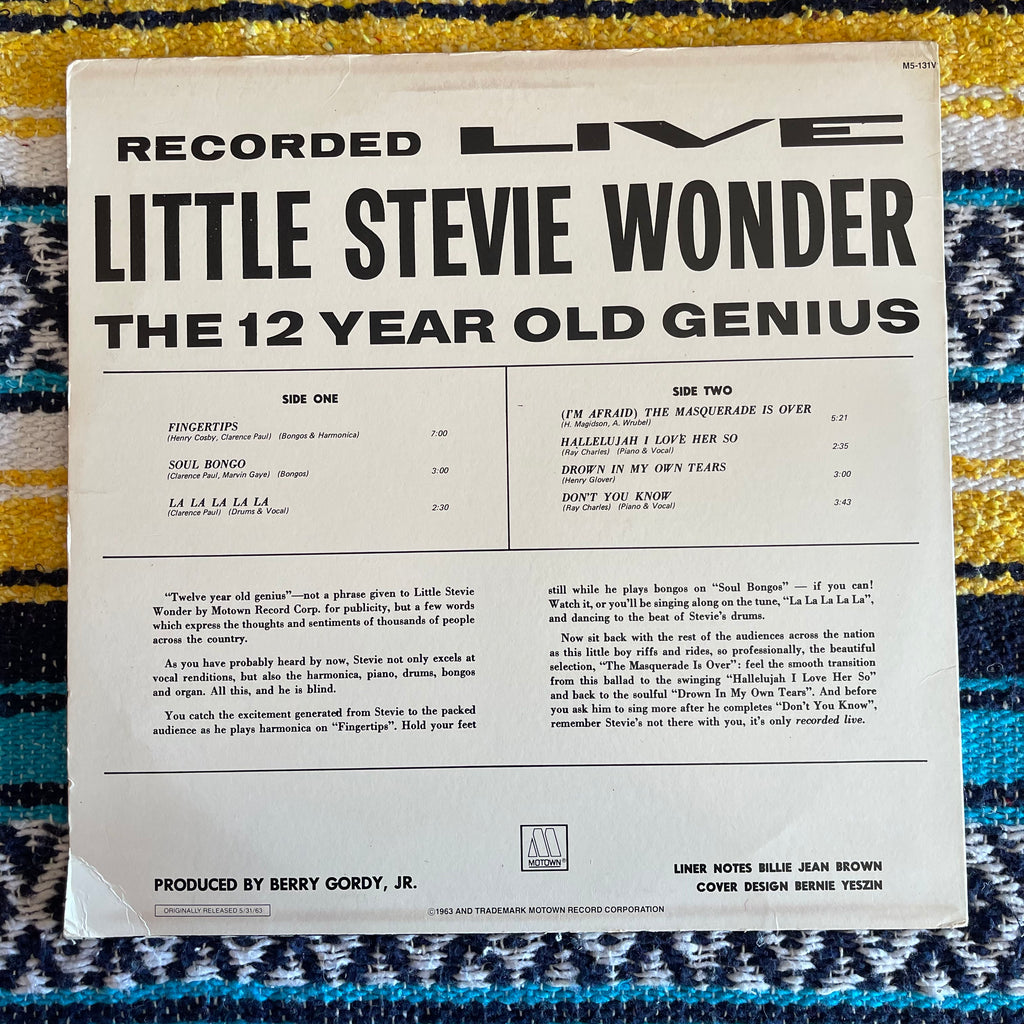 M5-131V
RECORDED LIVE
LITTLE STEVIE WONDER
THE 12 YEAR OLD GENIUS
SIDE ONE
FINGERTIPS
(Henry Cosby, Clarence Paul) (Bongos & Harmonica) 7:00
SOUL BONGO
(Clarence Paul, Marvin Gaye) (Bongos) 3:00
LA LA LA LA LA
(Clarence Paul) (Drums & Vocal) 2:30
SIDE TWO
(I'M AFRAID) THE MASQUERADE IS OVER
(H. Magidson, A. Wrubel) 5:21
HALLELUJAH I LOVE HER SO
(Ray Charles) (Piano & Vocal) 2:35
DROWN IN MY OWN TEARS
(Henry Glover) 3:00
DON'T YOU KNOW
(Ray Charles) (Piano & Vocal) 3:43
"Twelve year old genius"—not a phrase given to Little Stevie
Wonder by Motown Record Corp. for publicity, but a few words
which express the thoughts and sentiments of thousands of people
across the country.
As you have probably heard by now, Stevie not only excels at
vocal renditions, but also the harmonica, piano, drums, bongos
and organ. All this, and he is blind.
You catch the excitement generated from Stevie to the packed
audience as he plays harmonica on "Fingertips". Hold your feet
still while he plays bongos on "Soul Bongos" — if you can!
Watch it, or you'll be singing along on the tune, "La La La La La",
and dancing to the beat of Stevie's drums.
Now sit back with the rest of the audiences across the nation
as this little boy riffs and rides, so professionally, the beautiful
selection, "The Masquerade Is Over": feel the smooth transition
from this ballad to the swinging "Hallelujah I Love Her So"
and back to the soulful "Drown In My Own Tears". And before
you ask him to sing more after he completes "Don't You Know",
remember Stevie's not there with you, it's only recorded live.
MOTOWN®
PRODUCED BY BERRY GORDY, JR.
LINER NOTES BILLIE JEAN BROWN
COVER DESIGN BERNIE YESZIN
ORIGINALLY RELEASED 5/31/63
©1963 AND TRADEMARK MOTOWN RECORD CORPORATION